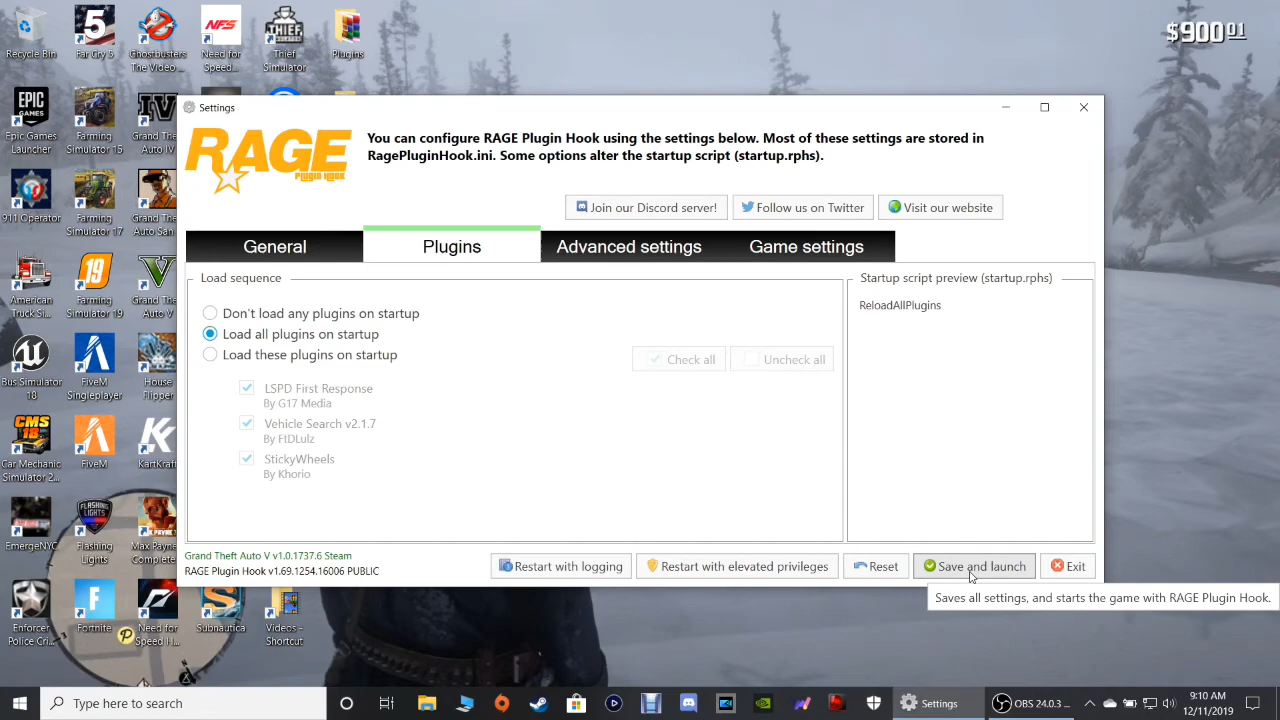 $900 01
Recycle Bin
Far Cry 5
Ghostbusters
The Video ...
Need for
Speed...
Thief
Simulator
Plugins
Epic Games
Launcher
Farming
Simulator 15
Grand The
Auto IV
911 Operator
Farming
Simulator 17
Grand The
Auto San
American
Truck Si...
Farming
Simulator 19
Grand The
Auto V
Bus Simulator
18
FiveM
Singleplayer
House
Flipper
Car Mechanic
Simulator 2...
FiveM
KartKraft
EmergeNYC
Flashing
Lights
Max Payne
Complete
Enforcer
Police Cri...
Fortnite
Need for
Speed H...
Subnautica
Videos -
Shortcut
Settings
RAGE
PLUGIN HOOK
You can configure RAGE Plugin Hook using the settings below. Most of these settings are stored in
RagePluginHook.ini. Some options alter the startup script (startup.rphs).
Join our Discord server!
Follow us on Twitter
Visit our website
General
Plugins
Advanced settings
Game settings
Load sequence
Don't load any plugins on startup
Load all plugins on startup
Load these plugins on startup
Check all
Uncheck all
LSPD First Response
By G17 Media
Vehicle Search v2.1.7
By FtDLulz
StickyWheels
By Khorio
Startup script preview (startup.rphs)
ReloadAllPlugins
Grand Theft Auto V v1.0.1737.6 Steam
RAGE Plugin Hook v1.69.1254.16006 PUBLIC
Restart with logging
Restart with elevated privileges
Reset
Save and launch
Exit
Saves all settings, and starts the game with RAGE Plugin Hook.
Type here to search
Settings
OBS 24.0.3 ...
9:10 AM
12/11/2019